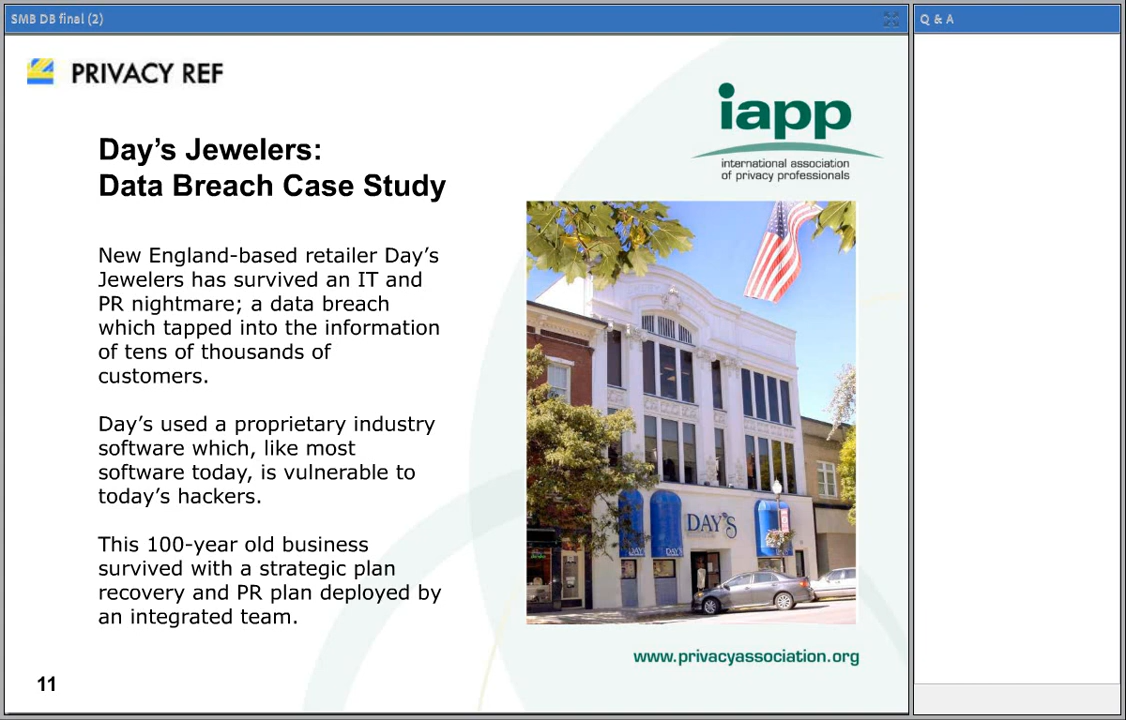 SMB DB final (2)
Q & A
PRIVACY REF
iapp
international association
of privacy professionals
Day's Jewelers:
Data Breach Case Study
New England-based retailer Day's
Jewelers has survived an IT and
PR nightmare; a data breach
which tapped into the information
of tens of thousands of
customers.
Day's used a proprietary industry
software which, like most
software today, is vulnerable to
today's hackers.
This 100-year old business
survived with a strategic plan
recovery and PR plan deployed by
an integrated team.
DAY'S
DAY'S
www.privacyassociation.org
11